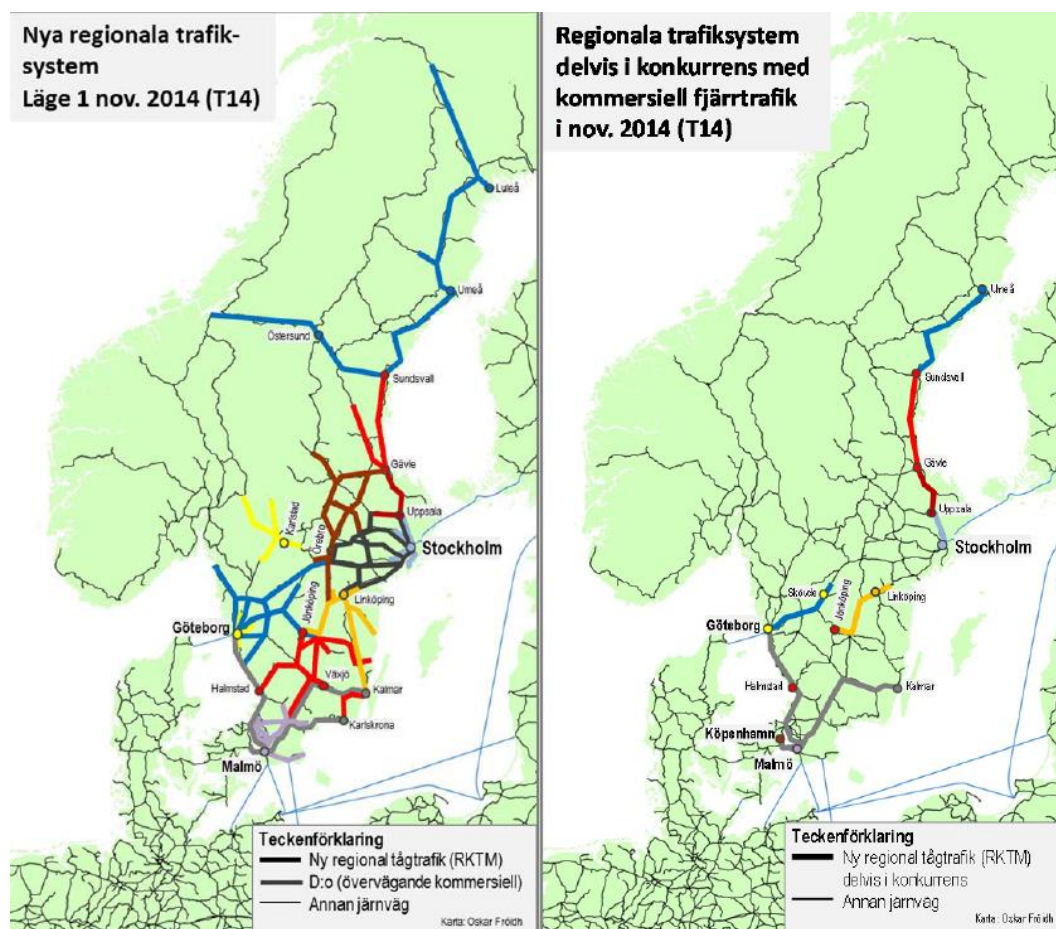 Nya regionala trafik-
system
Läge 1 nov. 2014 (T14)
Luleå
Umeå
Östersund
Sundsvall
Gävle
Uppsala
Karlstad
Örebro
Stockholm
Jönköping
Linköping
Göteborg
Växjö
Halmstad
Kalmar
Karlskrona
Malmö
Teckenförklaring
Ny regional tågtrafik (RKTM)
D:o (övervägande kommersiell)
Annan järnväg
Karta: Oskar Fröidh
Regionala trafiksystem
delvis i konkurrens med
kommersiell fjärrtrafik
i nov. 2014 (T14)
Umeå
Sundsvall
Gävle
Uppsala
Stockholm
Skövde
Jönköping
Linköping
Göteborg
Halmstad
Kalmar
Köpenhamn
Malmö
Teckenförklaring
Ny regional tågtrafik (RKTM)
delvis i konkurrens
Annan järnväg
Karta: Oskar Fröidh